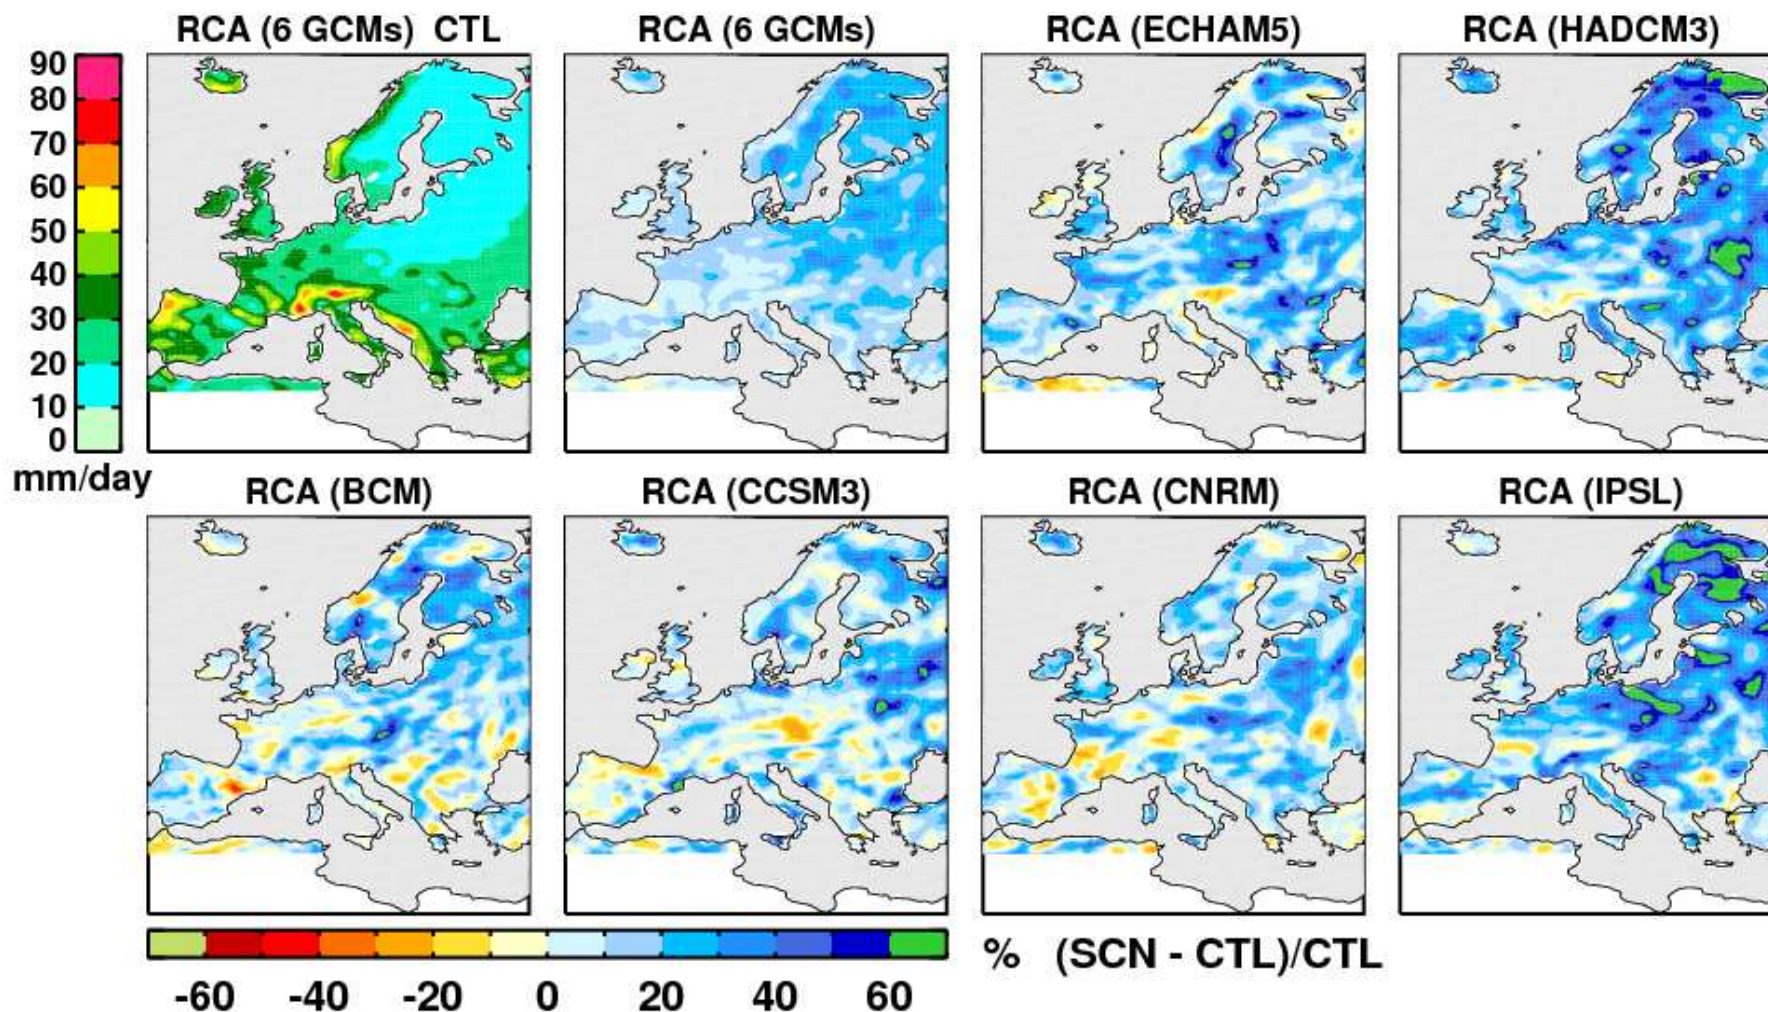 RCA (6 GCMs) CTL
RCA (6 GCMs)
RCA (ECHAM5)
RCA (HADCM3)
90
80
70
60
50
40
30
20
10
0
mm/day
RCA (BCM)
RCA (CCSM3)
RCA (CNRM)
RCA (IPSL)
% (SCN - CTL)/CTL
-60 -40 -20 0 20 40 60